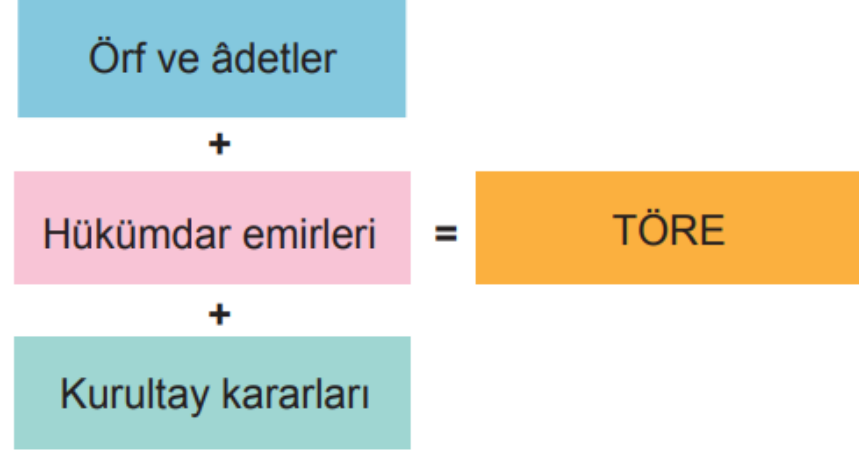 Örf ve âdetler
+
Hükümdar emirleri = TÖRE
+
Kurultay kararları